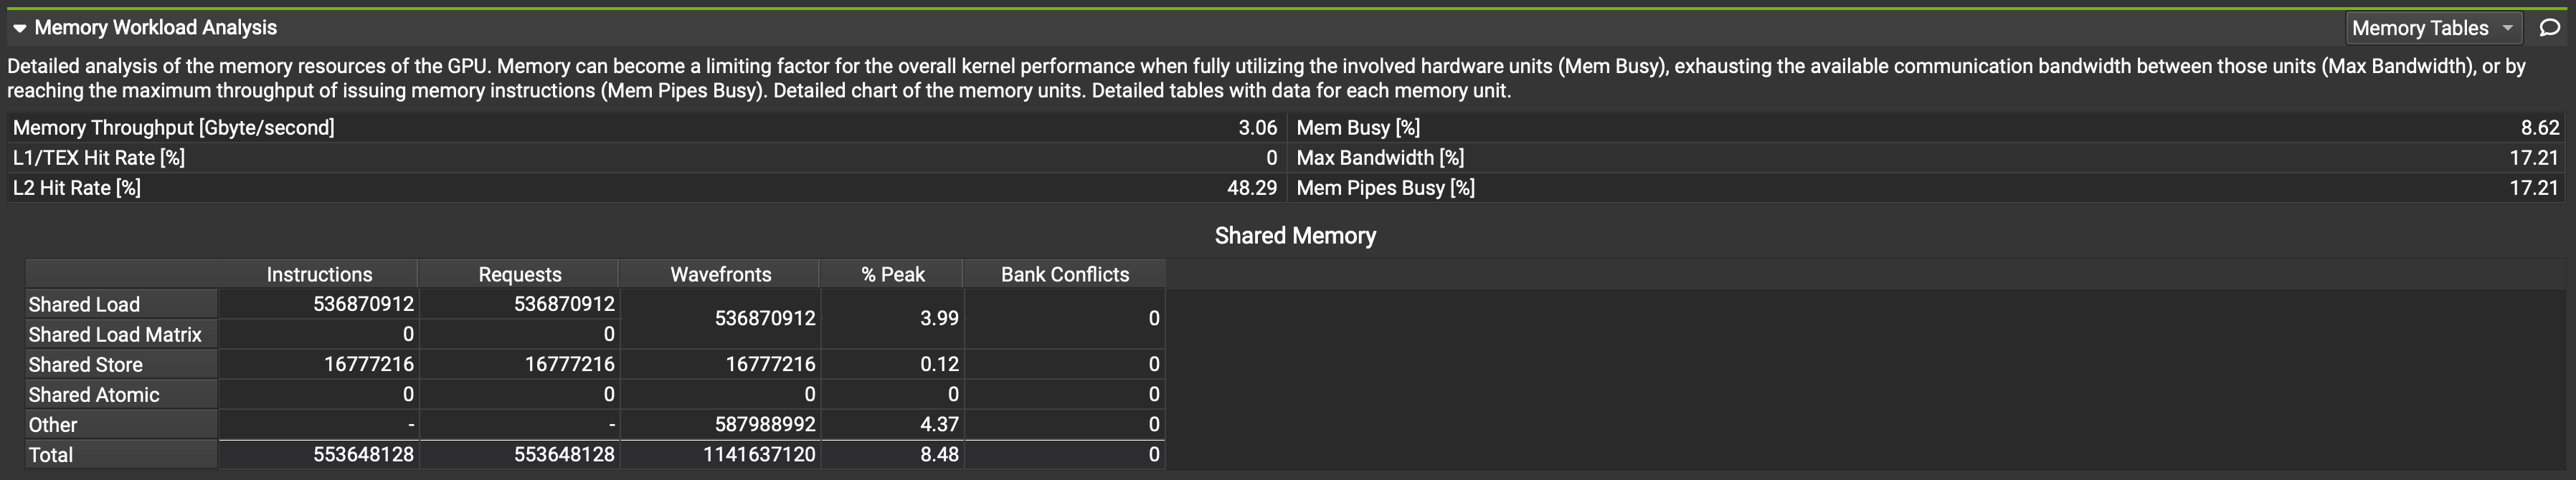 Memory Workload Analysis
Memory Tables
Detailed analysis of the memory resources of the GPU. Memory can become a limiting factor for the overall kernel performance when fully utilizing the involved hardware units (Mem Busy), exhausting the available communication bandwidth between those units (Max Bandwidth), or by
reaching the maximum throughput of issuing memory instructions (Mem Pipes Busy). Detailed chart of the memory units. Detailed tables with data for each memory unit.
Memory Throughput [Gbyte/second] 3.06 Mem Busy [%] 8.62
L1/TEX Hit Rate [%] 0 Max Bandwidth [%] 17.21
L2 Hit Rate [%] 48.29 Mem Pipes Busy [%] 17.21
Shared Memory
Instructions Requests Wavefronts % Peak Bank Conflicts
Shared Load 536870912 536870912 536870912 3.99 0
Shared Load Matrix 0 0
Shared Store 16777216 16777216 16777216 0.12 0
Shared Atomic 0 0 0 0 0
Other - - 587988992 4.37 0
Total 553648128 553648128 1141637120 8.48 0